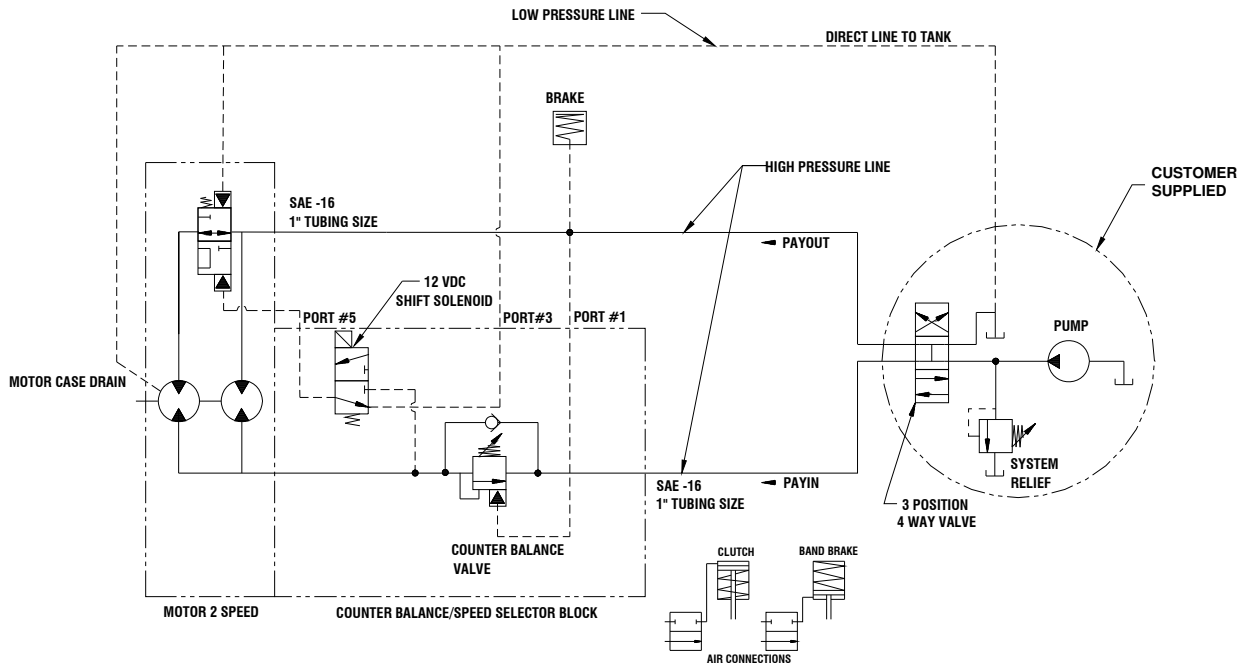 LOW PRESSURE LINE
DIRECT LINE TO TANK
BRAKE
HIGH PRESSURE LINE
CUSTOMER
SUPPLIED
SAE -16
1" TUBING SIZE
PAYOUT
12 VDC
SHIFT SOLENOID
PORT #5
PORT#3
PORT #1
PUMP
MOTOR CASE DRAIN
SYSTEM
RELIEF
SAE -16
1" TUBING SIZE
PAYIN
3 POSITION
4 WAY VALVE
COUNTER BALANCE
VALVE
CLUTCH
BAND BRAKE
MOTOR 2 SPEED
COUNTER BALANCE/SPEED SELECTOR BLOCK
AIR CONNECTIONS